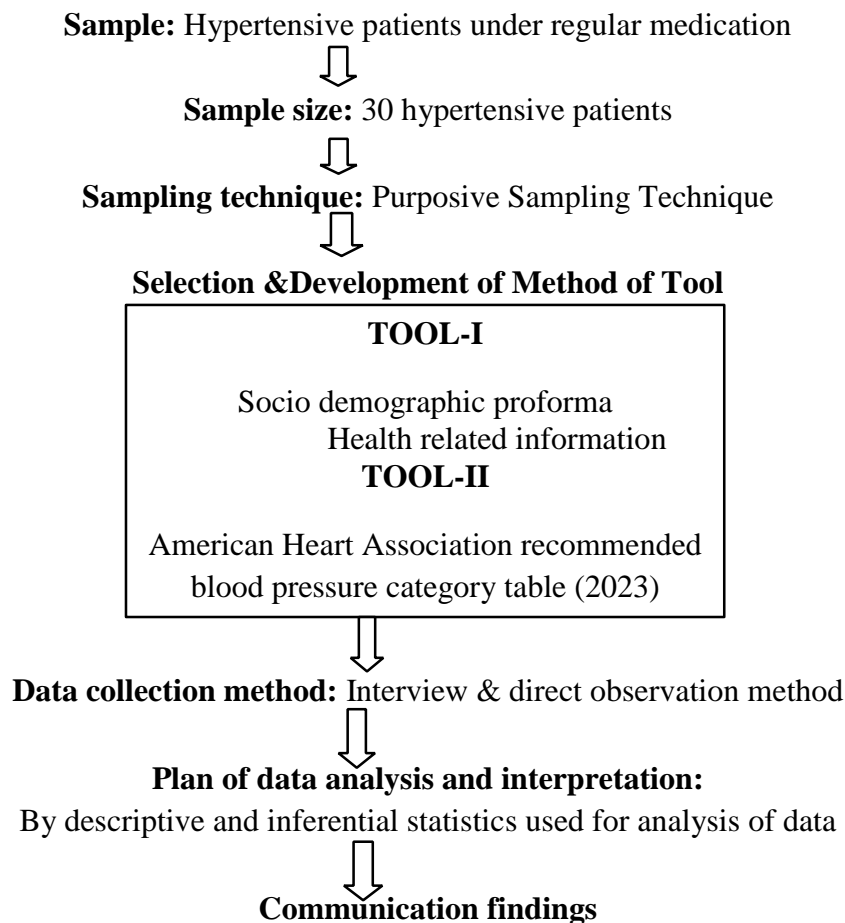 Sample: Hypertensive patients under regular medication
Sample size: 30 hypertensive patients
Sampling technique: Purposive Sampling Technique
Selection &Development of Method of Tool
TOOL-I
Socio demographic proforma
Health related information
TOOL-II
American Heart Association recommended
blood pressure category table (2023)
Data collection method: Interview & direct observation method
Plan of data analysis and interpretation:
By descriptive and inferential statistics used for analysis of data
Communication findings